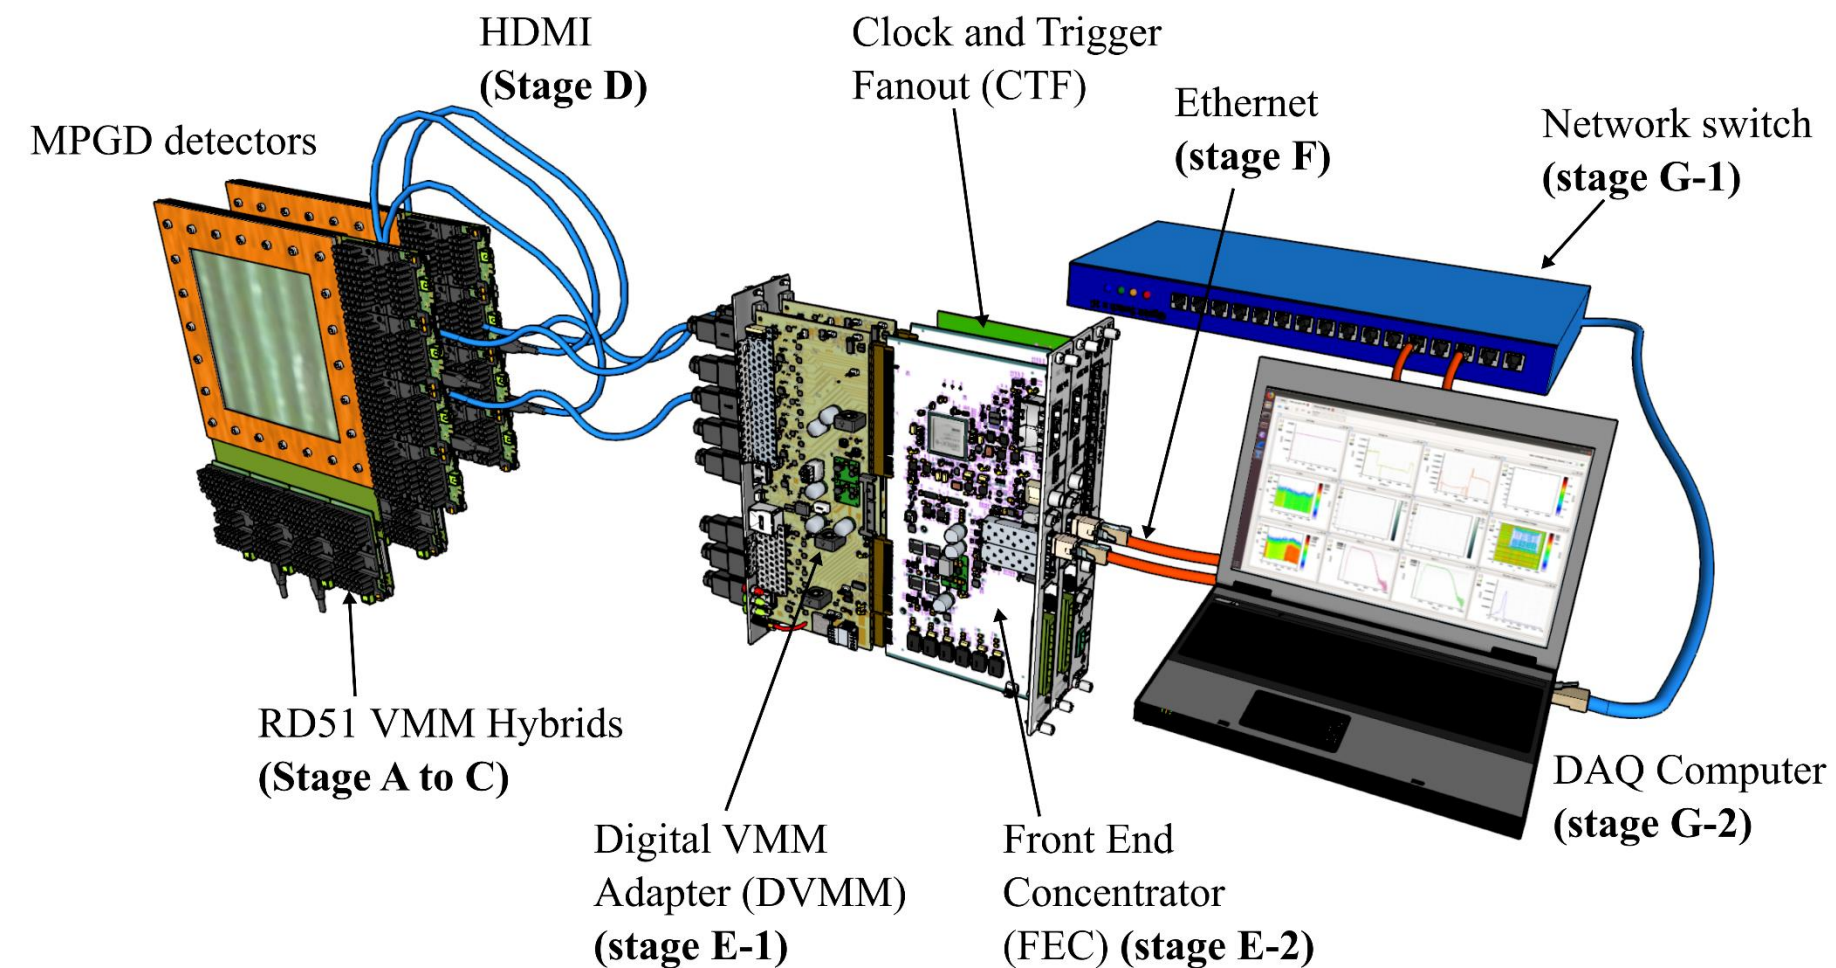 HDMI
(Stage D)
Clock and Trigger
Fanout (CTF)
Ethernet
(stage F)
Network switch
(stage G-1)
MPGD detectors
RD51 VMM Hybrids
(Stage A to C)
Digital VMM
Adapter (DVMM)
(stage E-1)
Front End
Concentrator
(FEC) (stage E-2)
DAQ Computer
(stage G-2)